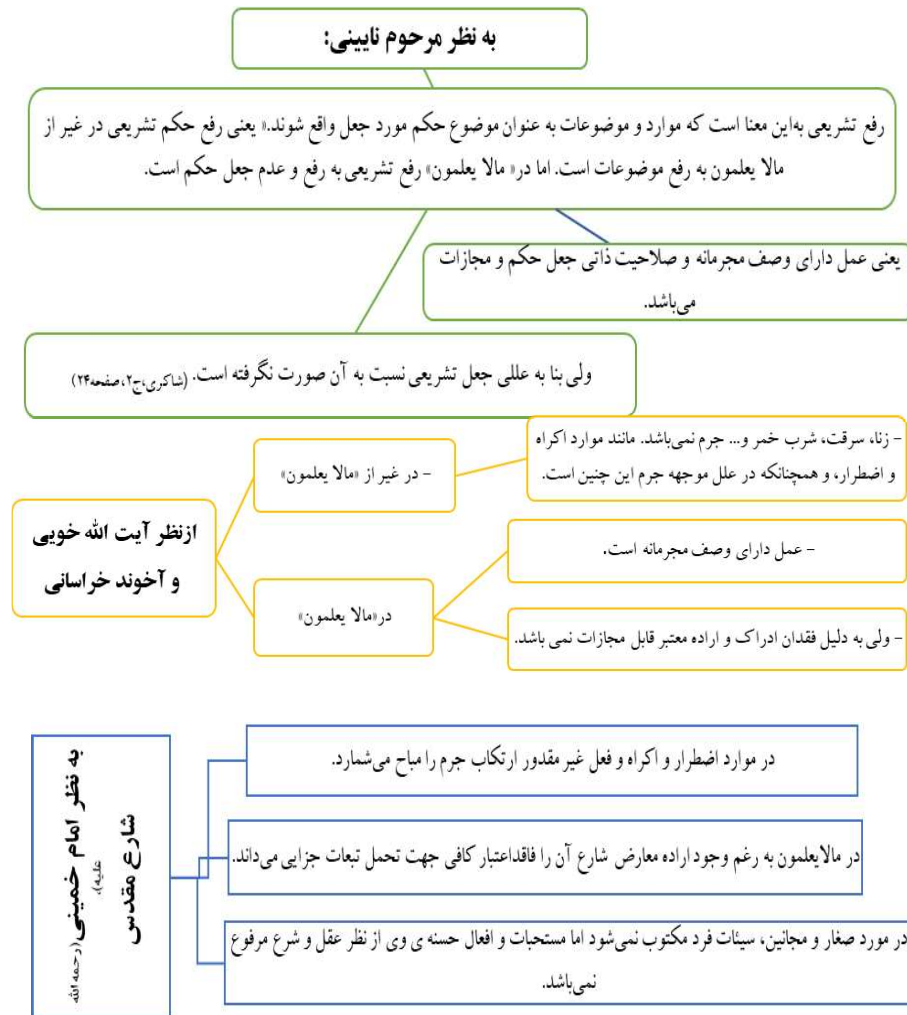 به نظر مرحوم نایینی:
رفع تشریعی به‌این معنا است که موارد و موضوعات به عنوان موضوع حکم مورد جعل واقع شوند.« یعنی رفع حکم تشریعی در غیر از
مالا یعلمون به رفع موضوعات است. اما در« مالا یعلمون» رفع تشریعی به رفع و عدم جعل حکم است.
یعنی عمل دارای وصف مجرمانه و صلاحیت ذاتی جعل حکم و مجازات
می‌باشد.
ولی بنا به عللی جعل تشریعی نسبت به آن صورت نگرفته است. (شاکری،ج۲،صفحه۲۴)
ازنظر آیت الله خویی
و آخوند خراسانی
- در غیر از «مالا یعلمون»
- زنا، سرقت، شرب خمر و... جرم نمی‌باشد. مانند موارد اکراه
و اضطرار، و همچنانکه در علل موجهه جرم این چنین است.
در«مالا یعلمون»
- عمل دارای وصف مجرمانه است.
- ولی به دلیل فقدان ادراک و اراده معتبر قابل مجازات نمی باشد.
به نظر امام خمینی(رحمه الله
علیه)،
شارع مقدس
در موارد اضطرار و اکراه و فعل غیر مقدور ارتکاب جرم را مباح می‌شمارد.
در مالایعلمون به رغم وجود اراده معارض شارع آن را فاقداعتبار کافی جهت تحمل تبعات جزایی می‌داند.
در مورد صغار و مجانین، سیئات فرد مکتوب نمی‌شود اما مستحبات و افعال حسنه ی وی از نظر عقل و شرع مرفوع
نمی‌باشد.